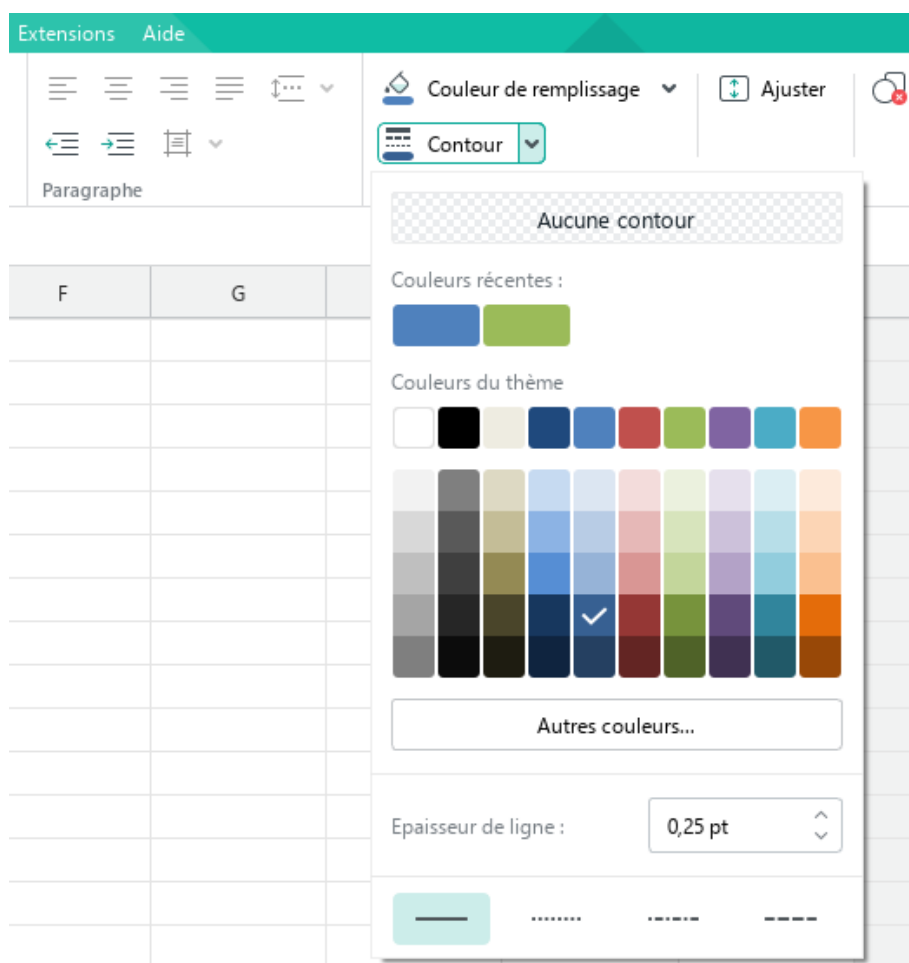 Extensions Aide
Couleur de remplissage Ajuster
Contour
Paragraphe
Aucune contour
Couleurs récentes :
F G
Couleurs du thème
Autres couleurs...
Epaisseur de ligne : 0,25 pt